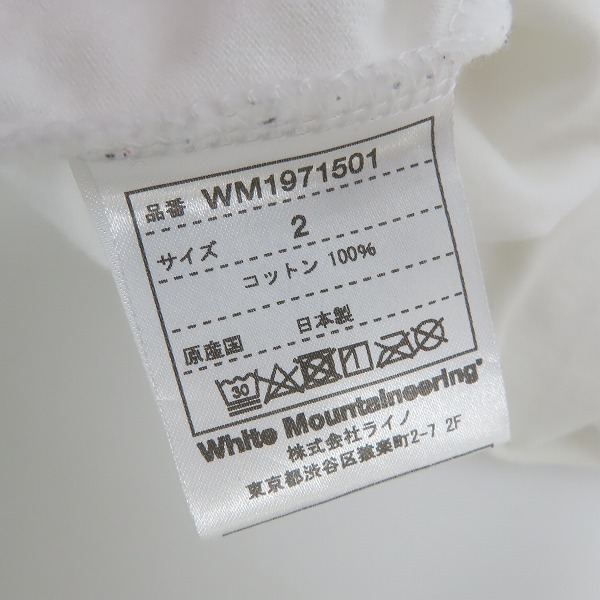 品番 WM1971501
サイズ 2
コットン 100%
原産国 日本製
30
White Mountaineering
株式会社ライノ
東京都渋谷区猿楽町2-7 2F